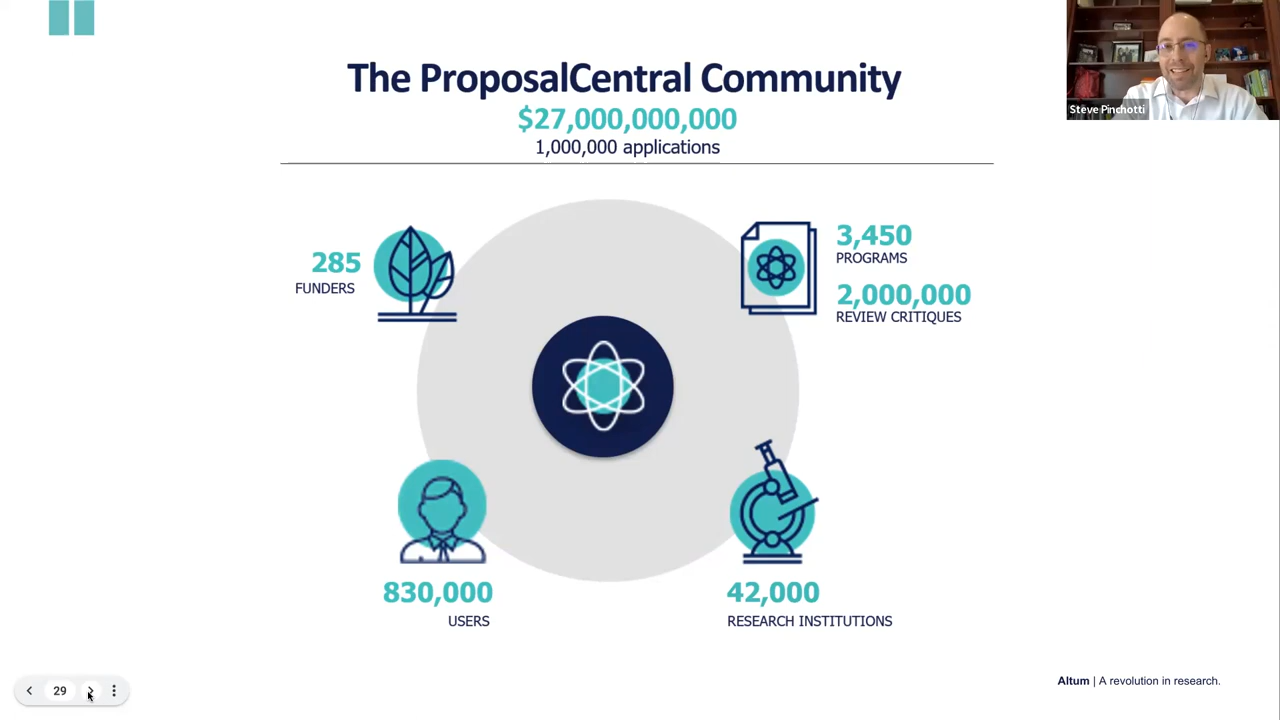 The ProposalCentral Community
$27,000,000,000
1,000,000 applications
Steve Pinchotti
285
FUNDERS
3,450
PROGRAMS
2,000,000
REVIEW CRITIQUES
830,000
USERS
42,000
RESEARCH INSTITUTIONS
29
Altum | A revolution in research.